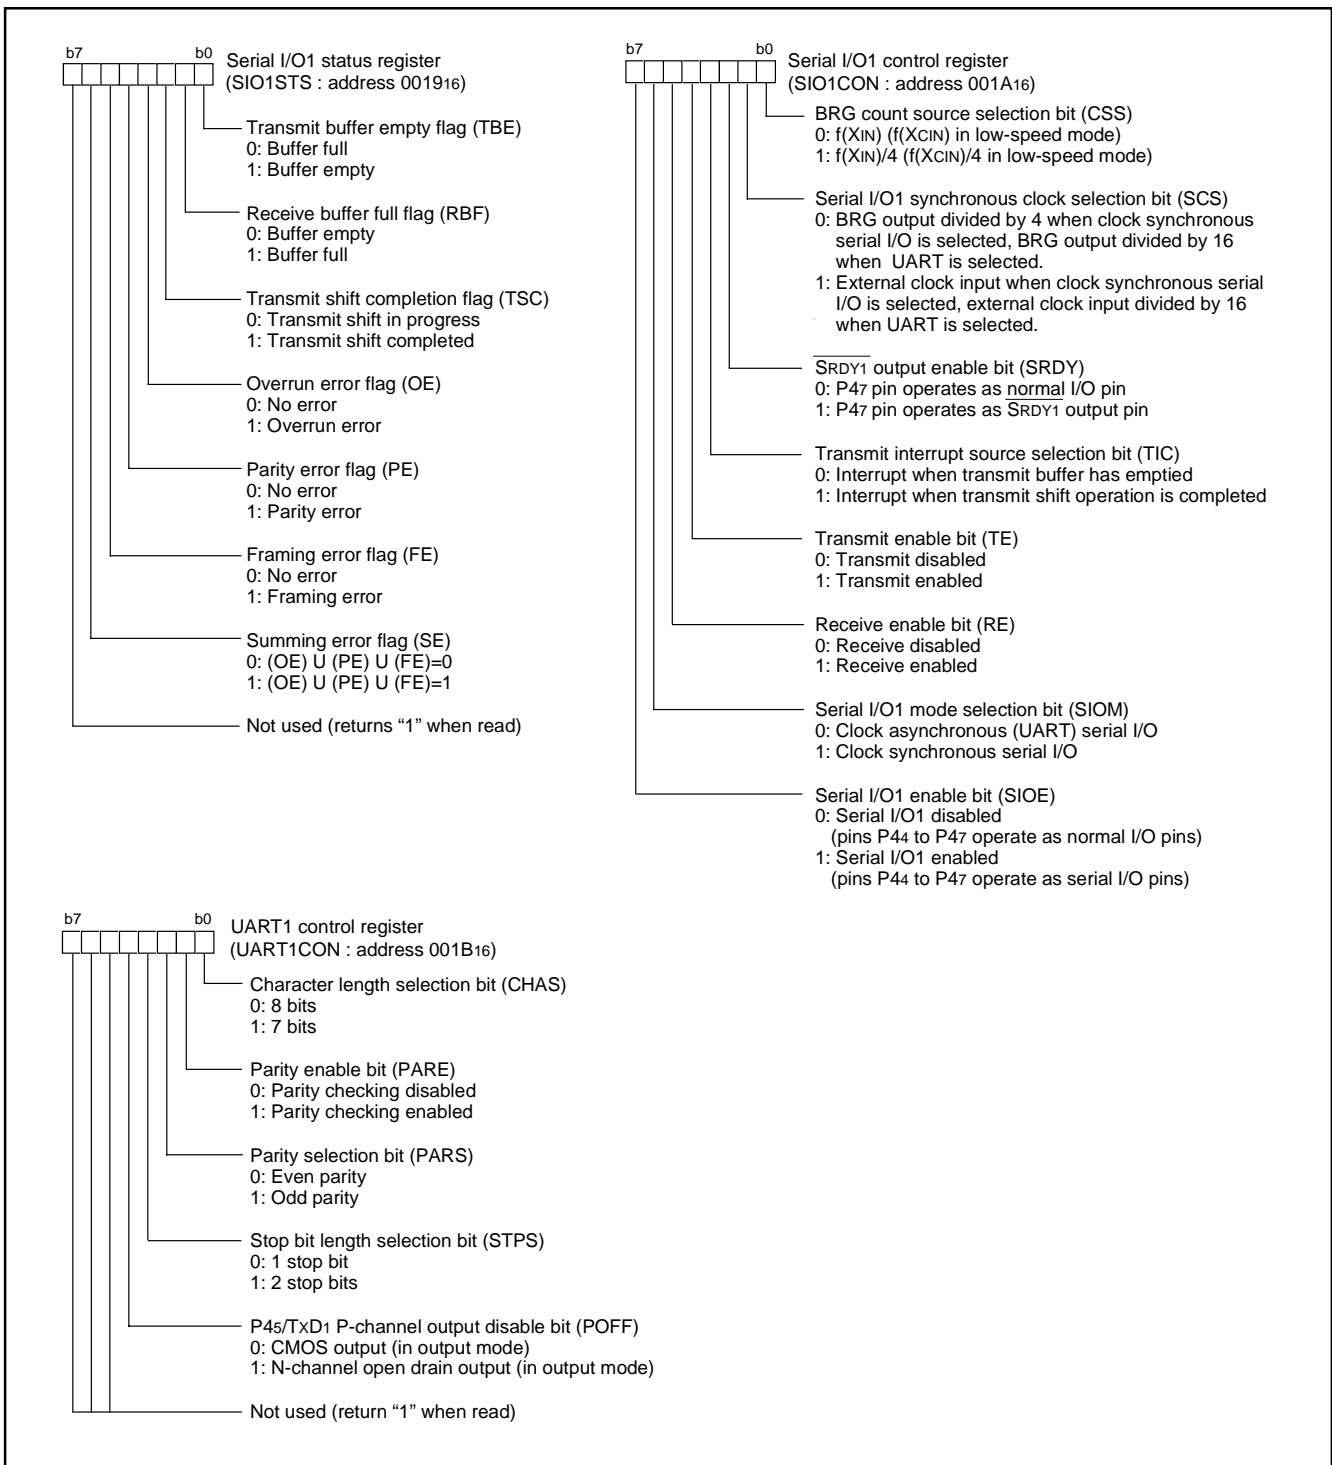 b7 b0 Serial I/O1 status register
(SIO1STS : address 001916)
Transmit buffer empty flag (TBE)
0: Buffer full
1: Buffer empty
Receive buffer full flag (RBF)
0: Buffer empty
1: Buffer full
Transmit shift completion flag (TSC)
0: Transmit shift in progress
1: Transmit shift completed
Overrun error flag (OE)
0: No error
1: Overrun error
Parity error flag (PE)
0: No error
1: Parity error
Framing error flag (FE)
0: No error
1: Framing error
Summing error flag (SE)
0: (OE) U (PE) U (FE)=0
1: (OE) U (PE) U (FE)=1
Not used (returns “1” when read)
b7 b0 Serial I/O1 control register
(SIO1CON : address 001A16)
BRG count source selection bit (CSS)
0: f(XIN) (f(XCIN) in low-speed mode)
1: f(XIN)/4 (f(XCIN)/4 in low-speed mode)
Serial I/O1 synchronous clock selection bit (SCS)
0: BRG output divided by 4 when clock synchronous
serial I/O is selected, BRG output divided by 16
when UART is selected.
1: External clock input when clock synchronous serial
I/O is selected, external clock input divided by 16
when UART is selected.
SRDY1 output enable bit (SRDY)
0: P47 pin operates as normal I/O pin
1: P47 pin operates as SRDY1 output pin
Transmit interrupt source selection bit (TIC)
0: Interrupt when transmit buffer has emptied
1: Interrupt when transmit shift operation is completed
Transmit enable bit (TE)
0: Transmit disabled
1: Transmit enabled
Receive enable bit (RE)
0: Receive disabled
1: Receive enabled
Serial I/O1 mode selection bit (SIOM)
0: Clock asynchronous (UART) serial I/O
1: Clock synchronous serial I/O
Serial I/O1 enable bit (SIOE)
0: Serial I/O1 disabled
(pins P44 to P47 operate as normal I/O pins)
1: Serial I/O1 enabled
(pins P44 to P47 operate as serial I/O pins)
b7 b0 UART1 control register
(UART1CON : address 001B16)
Character length selection bit (CHAS)
0: 8 bits
1: 7 bits
Parity enable bit (PARE)
0: Parity checking disabled
1: Parity checking enabled
Parity selection bit (PARS)
0: Even parity
1: Odd parity
Stop bit length selection bit (STPS)
0: 1 stop bit
1: 2 stop bits
P45/TXD1 P-channel output disable bit (POFF)
0: CMOS output (in output mode)
1: N-channel open drain output (in output mode)
Not used (return “1” when read)